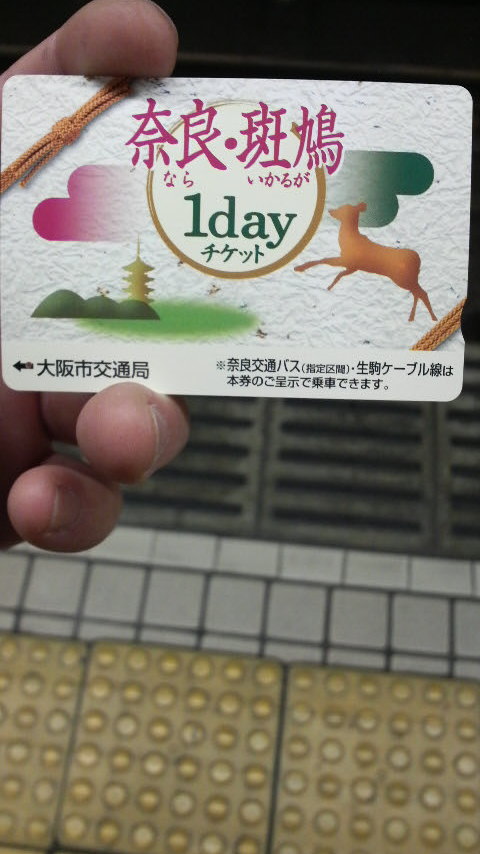 奈良・斑鳩
なら いかるが
1day
チケット
大阪市交通局
※奈良交通バス(指定区間)・生駒ケーブル線は
本券のご呈示で乗車できます。